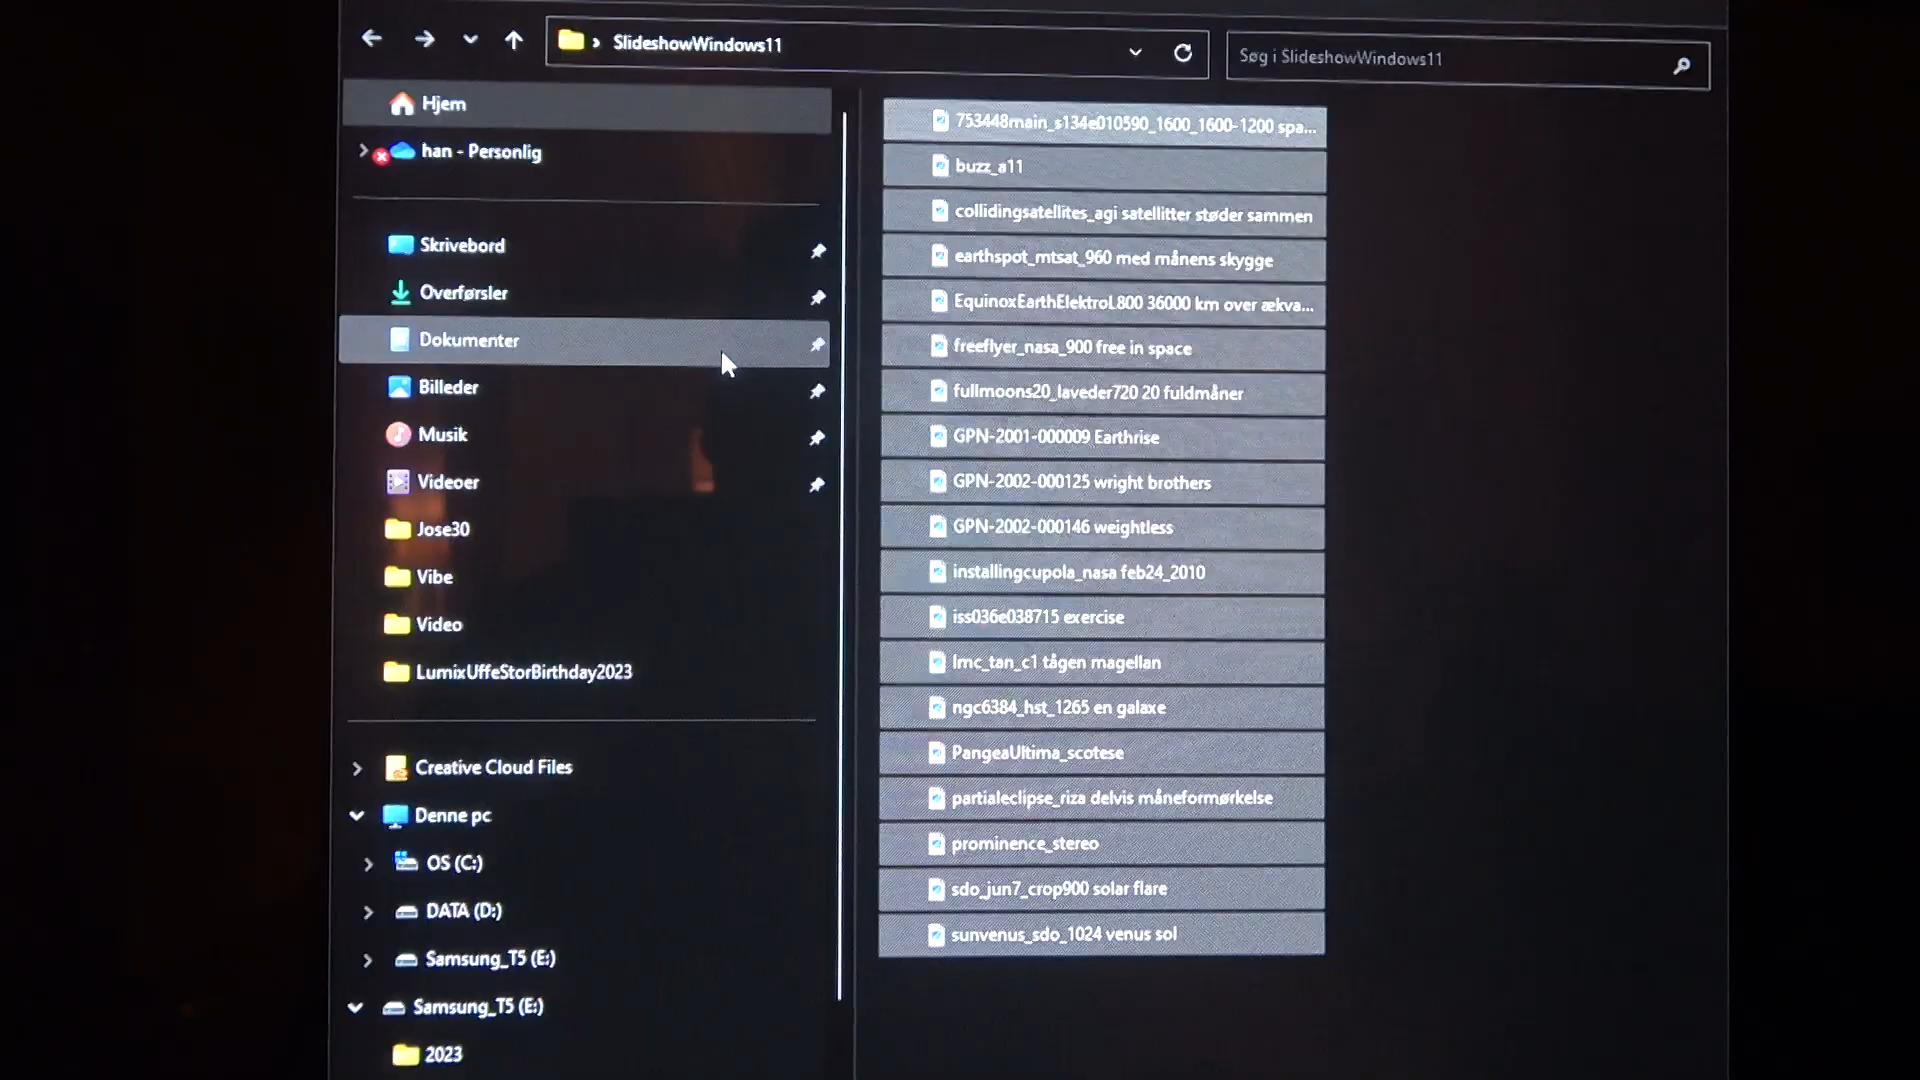 SlideshowWindows11
Søg i SlideshowWindows11
Hjem
han - Personlig
Skrivebord
Overførsler
Dokumenter
Billeder
Musik
Videoer
Jose30
Vibe
Video
LumixUffeStorBirthday2023
Creative Cloud Files
Denne pc
OS (C:)
DATA (D:)
Samsung_T5 (E:)
Samsung_T5 (E:)
2023
753448main_s134e010590_1600_1600-1200 spa...
buzz_a11
collidingsatellites_agi satellitter støder sammen
earthspot_mtsat_960 med månens skygge
EquinoxEarthElektroL800 36000 km over ækva...
freeflyer_nasa_900 free in space
fullmoons20_laveder720 20 fuldmåner
GPN-2001-000009 Earthrise
GPN-2002-000125 wright brothers
GPN-2002-000146 weightless
installingcupola_nasa feb24_2010
iss036e038715 exercise
lmc_tan_c1 tågen magellan
ngc6384_hst_1265 en galaxe
PangeaUltima_scotese
partialeclipse_riza delvis måneformørkelse
prominence_stereo
sdo_jun7_crop900 solar flare
sunvenus_sdo_1024 venus sol